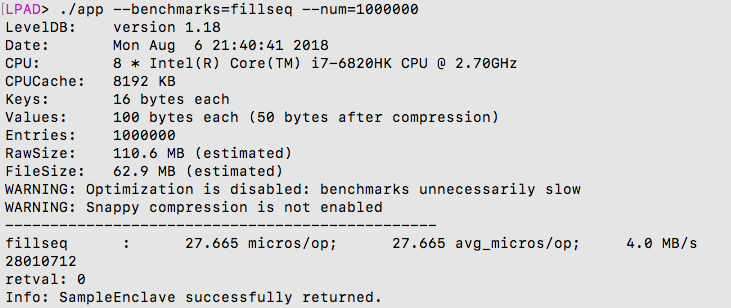 [LPAD> ./app --benchmarks=fillseq --num=1000000
LevelDB:    version 1.18
Date:       Mon Aug  6 21:40:41 2018
CPU:        8 * Intel(R) Core(TM) i7-6820HK CPU @ 2.70GHz
CPUCache:   8192 KB
Keys:       16 bytes each
Values:     100 bytes each (50 bytes after compression)
Entries:    1000000
RawSize:    110.6 MB (estimated)
FileSize:   62.9 MB (estimated)
WARNING: Optimization is disabled: benchmarks unnecessarily slow
WARNING: Snappy compression is not enabled
------------------------------------------------
fillseq      :      27.665 micros/op;      27.665 avg_micros/op;     4.0 MB/s
28010712
retval: 0
Info: SampleEnclave successfully returned.